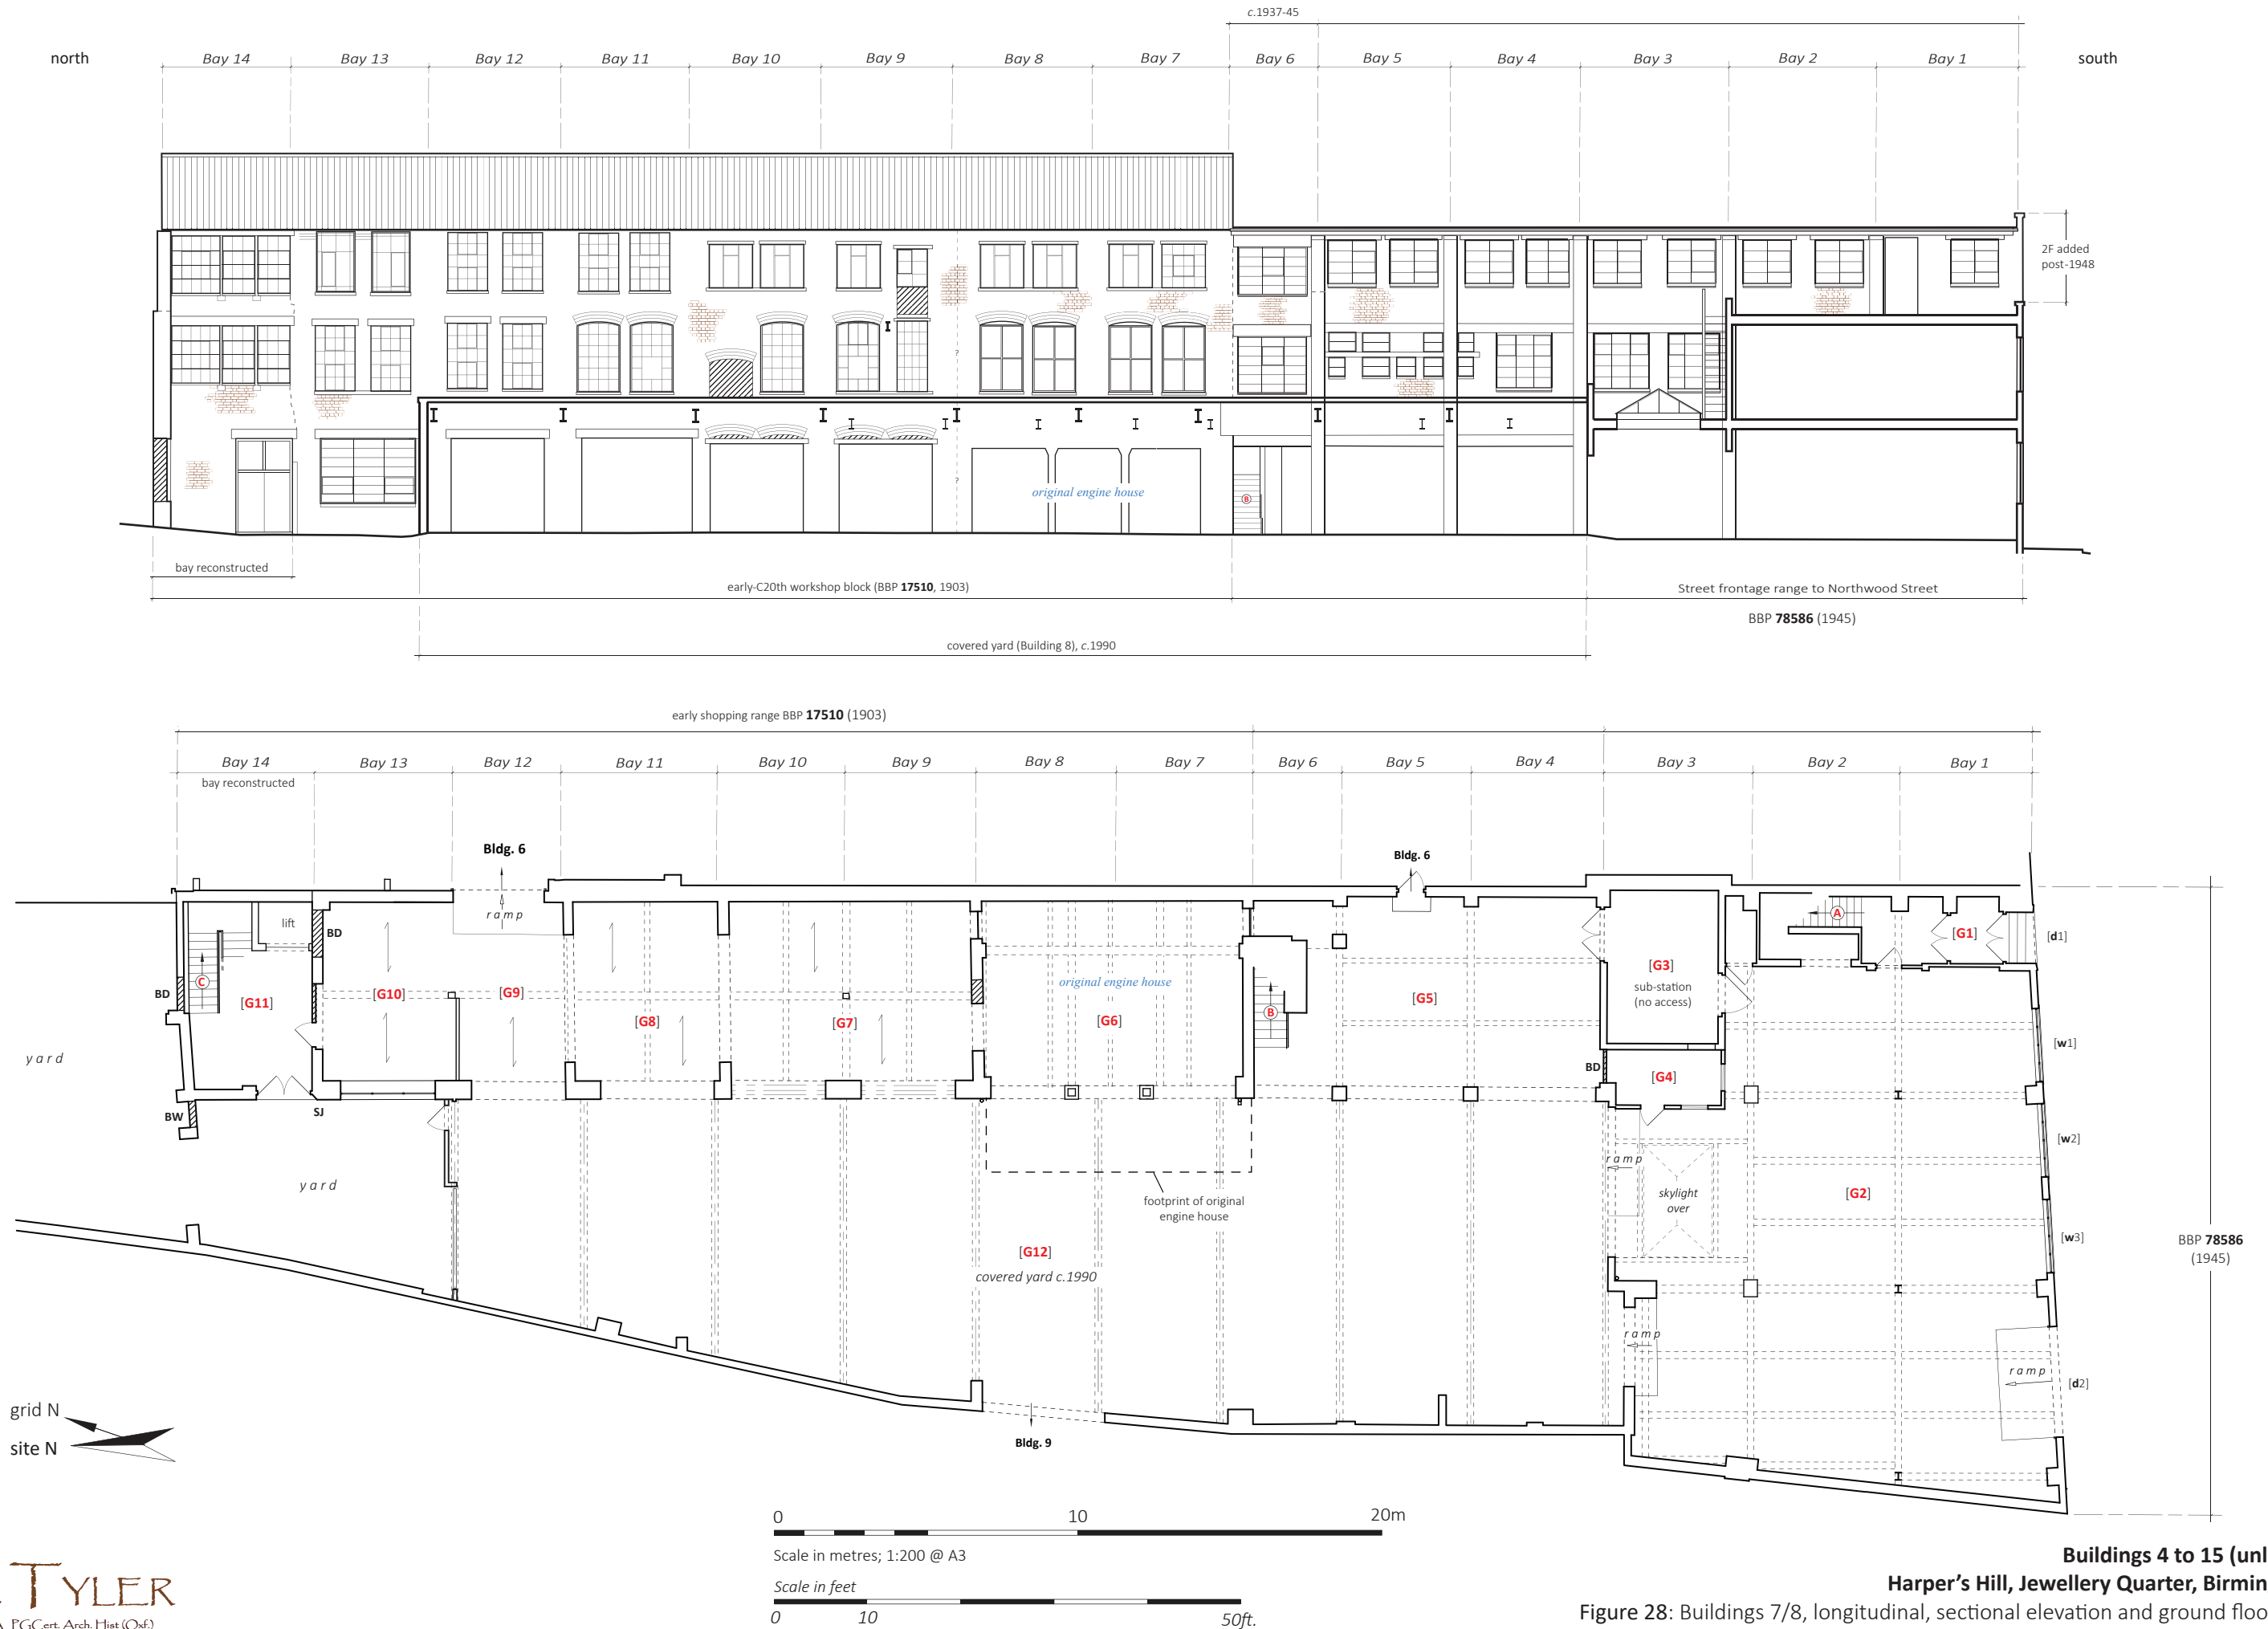 c.1937-45
north
Bay 14 Bay 13 Bay 12 Bay 11 Bay 10 Bay 9 Bay 8 Bay 7 Bay 6 Bay 5 Bay 4 Bay 3 Bay 2 Bay 1
south
2F added
post-1948
?
?
original engine house
B
bay reconstructed
early-C20th workshop block (BBP 17510, 1903)
Street frontage range to Northwood Street
BBP 78586 (1945)
covered yard (Building 8), c.1990
early shopping range BBP 17510 (1903)
Bay 14 Bay 13 Bay 12 Bay 11 Bay 10 Bay 9 Bay 8 Bay 7 Bay 6 Bay 5 Bay 4 Bay 3 Bay 2 Bay 1
bay reconstructed
Bldg. 6
Bldg. 6
ramp
lift
BD
A
[G1]
[d1]
[G3]
sub-station
(no access)
original engine house
C
BD
[G11]
[G10]
[G9]
[G5]
B
[G8]
[G7]
[G6]
[w1]
yard
BD
[G4]
BW
SJ
[w2]
ramp
yard
skylight
over
[G2]
footprint of original
engine house
[w3]
BBP 78586
(1945)
[G12]
covered yard c.1990
ramp
ramp
[d2]
grid N
site N
Bldg. 9
0 10 20m
Scale in metres; 1:200 @ A3
Scale in feet
0 10 50ft.
TYLER
PGCert. Arch. Hist (Oxf.)
Buildings 4 to 15 (unl
Harper's Hill, Jewellery Quarter, Birmin
Figure 28: Buildings 7/8, longitudinal, sectional elevation and ground floo